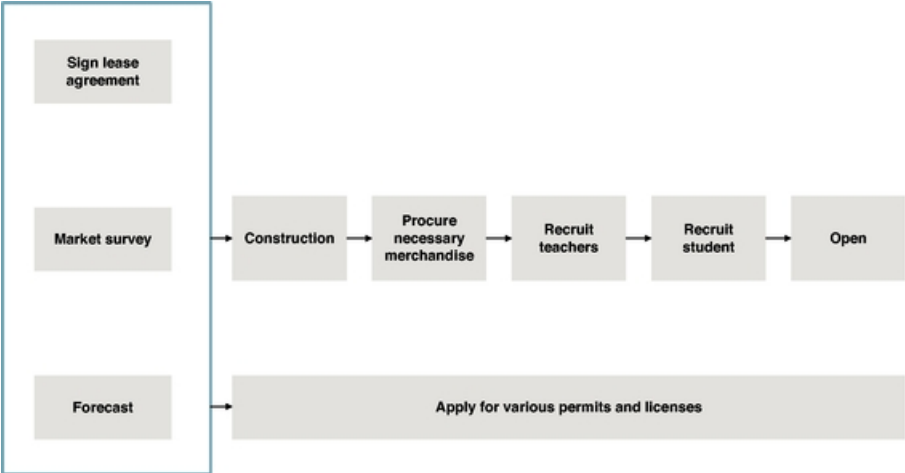 Sign lease
agreement
Market survey
Construction
Procure
necessary
merchandise
Recruit
teachers
Recruit
student
Open
Forecast
Apply for various permits and licenses